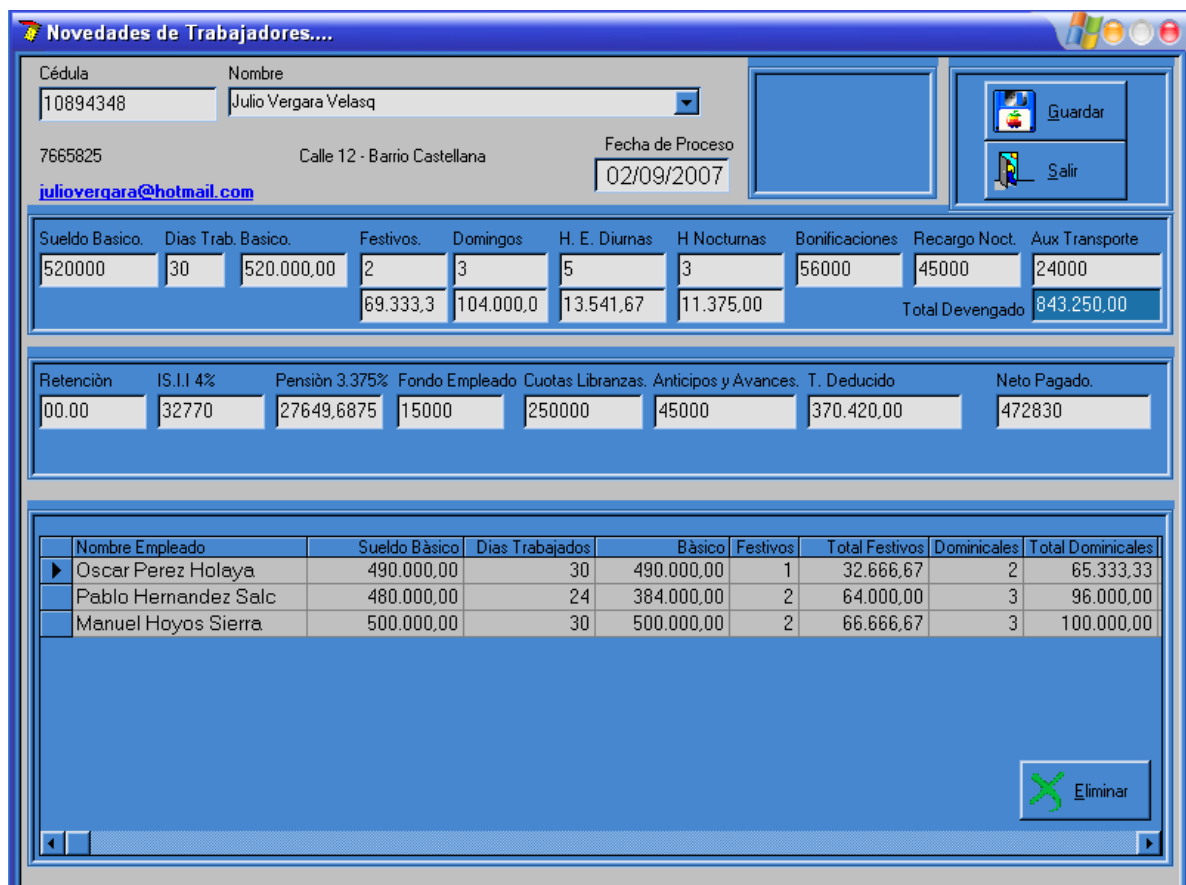 Novedades de Trabajadores....
Cédula Nombre
10894348 Julio Vergara Velasq
Guardar
7665825 Calle 12 - Barrio Castellana Fecha de Proceso
02/09/2007
Salir
juliovergara@hotmail.com
Sueldo Basico. Dias Trab. Basico. Festivos. Domingos H. E. Diurnas H Nocturnas Bonificaciones Recargo Noct. Aux Transporte
520000 30 520.000,00 2 3 5 3 56000 45000 24000
69.333,3 104.000,0 13.541,67 11.375,00 Total Devengado 843.250,00
Retenciòn IS.I.I 4% Pensiòn 3.375% Fondo Empleado Cuotas Libranzas. Anticipos y Avances. T. Deducido Neto Pagado.
00.00 32770 27649,6875 15000 250000 45000 370.420,00 472830
Nombre Empleado Sueldo Bàsico Dias Trabajados Bàsico Festivos Total Festivos Dominicales Total Dominicales
Oscar Perez Holaya 490.000,00 30 490.000,00 1 32.666,67 2 65.333,33
Pablo Hernandez Salc 480.000,00 24 384.000,00 2 64.000,00 3 96.000,00
Manuel Hoyos Sierra 500.000,00 30 500.000,00 2 66.666,67 3 100.000,00
Eliminar